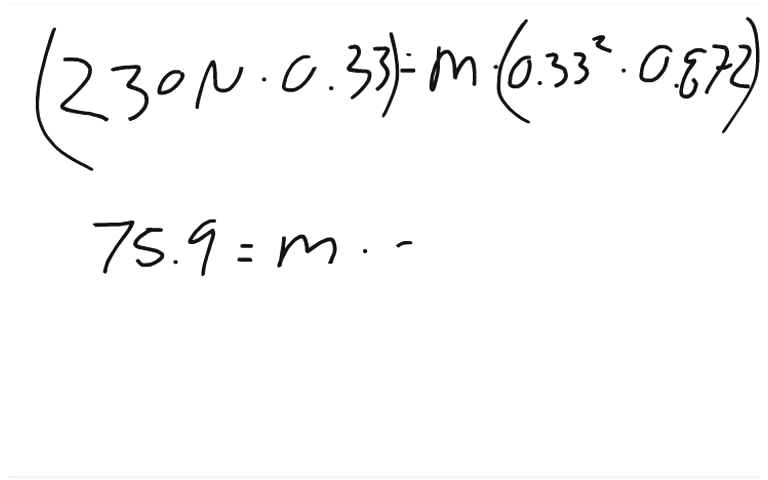 (230N · 0.33) = m · (0.33² · 0.872)
75.9 = m · -